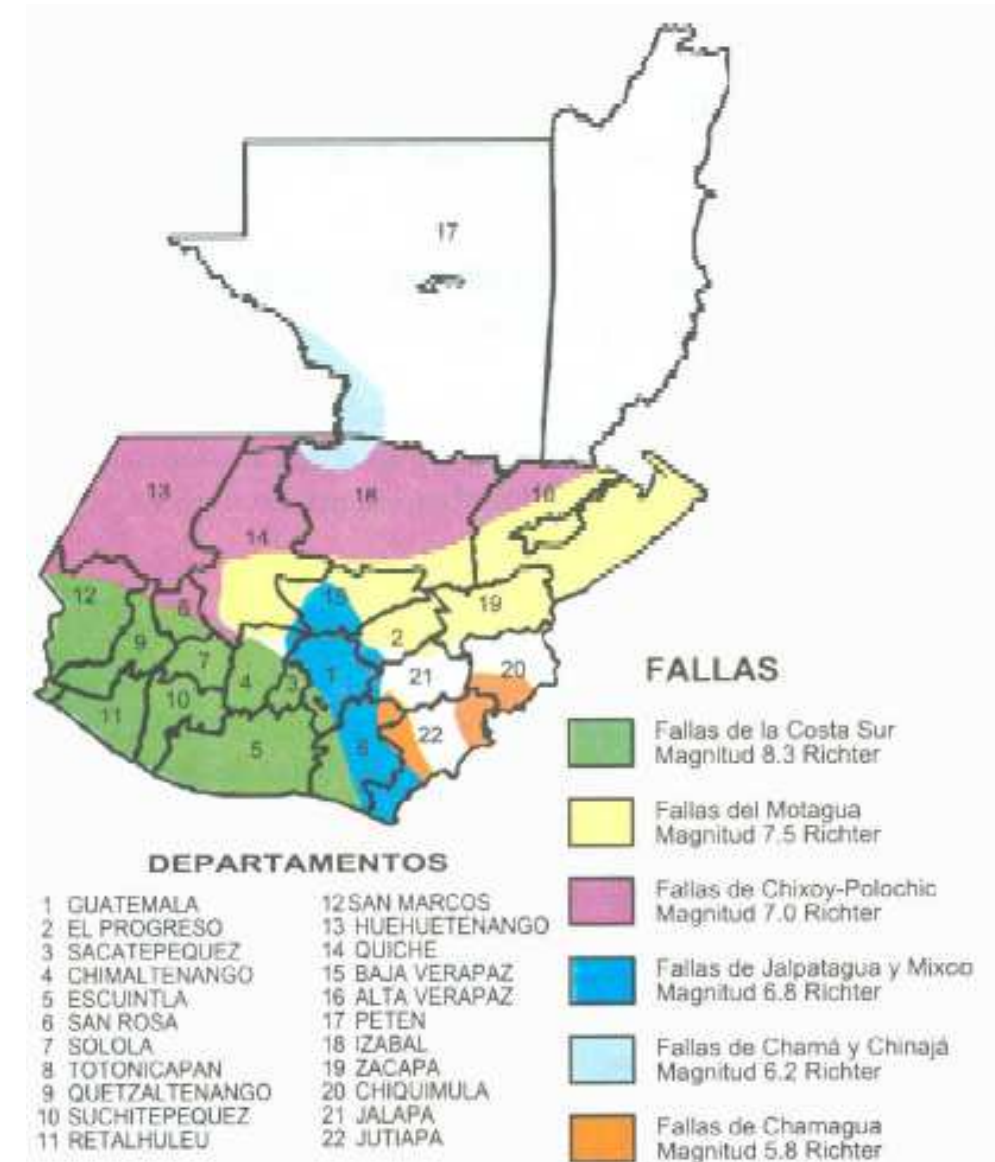 17
13
18
16
14
12
8
15
19
9
2
7
21
20
4
3
1
10
11
22
5
6
FALLAS
Fallas de la Costa Sur
Magnitud 8.3 Richter
Fallas del Motagua
Magnitud 7.5 Richter
Fallas de Chixoy-Polochic
Magnitud 7.0 Richter
Fallas de Jalpatagua y Mixco
Magnitud 6.8 Richter
Fallas de Chamá y Chinajá
Magnitud 6.2 Richter
Fallas de Chamagua
Magnitud 5.8 Richter
DEPARTAMENTOS
1 GUATEMALA
2 EL PROGRESO
3 SACATEPEQUEZ
4 CHIMALTENANGO
5 ESCUINTLA
6 SAN ROSA
7 SOLOLA
8 TOTONICAPAN
9 QUETZALTENANGO
10 SUCHITEPEQUEZ
11 RETALHULEU
12 SAN MARCOS
13 HUEHUETENANGO
14 QUICHE
15 BAJA VERAPAZ
16 ALTA VERAPAZ
17 PETEN
18 IZABAL
19 ZACAPA
20 CHIQUIMULA
21 JALAPA
22 JUTIAPA